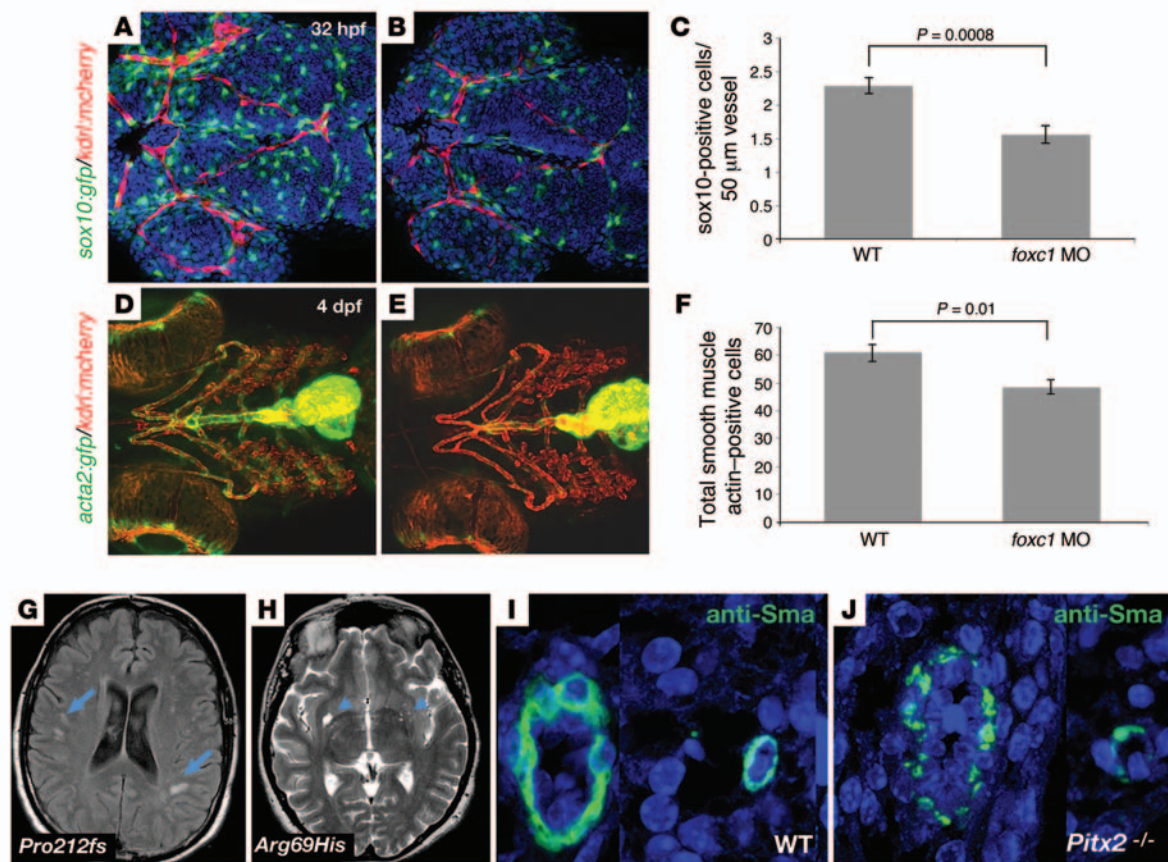 A
32 hpf
B
sox10:gfp/kdrl:mcherry
C
P = 0.0008
sox10-positive cells/
50 μm vessel
3
2.5
2
1.5
1
0.5
0
WT
foxc1 MO
D
4 dpf
E
acta2:gfp/kdrl:mcherry
F
P = 0.01
Total smooth muscle
actin–positive cells
70
60
50
40
30
20
10
0
WT
foxc1 MO
G
Pro212fs
H
Arg69His
I
anti-Sma
WT
J
anti-Sma
Pitx2 -/-